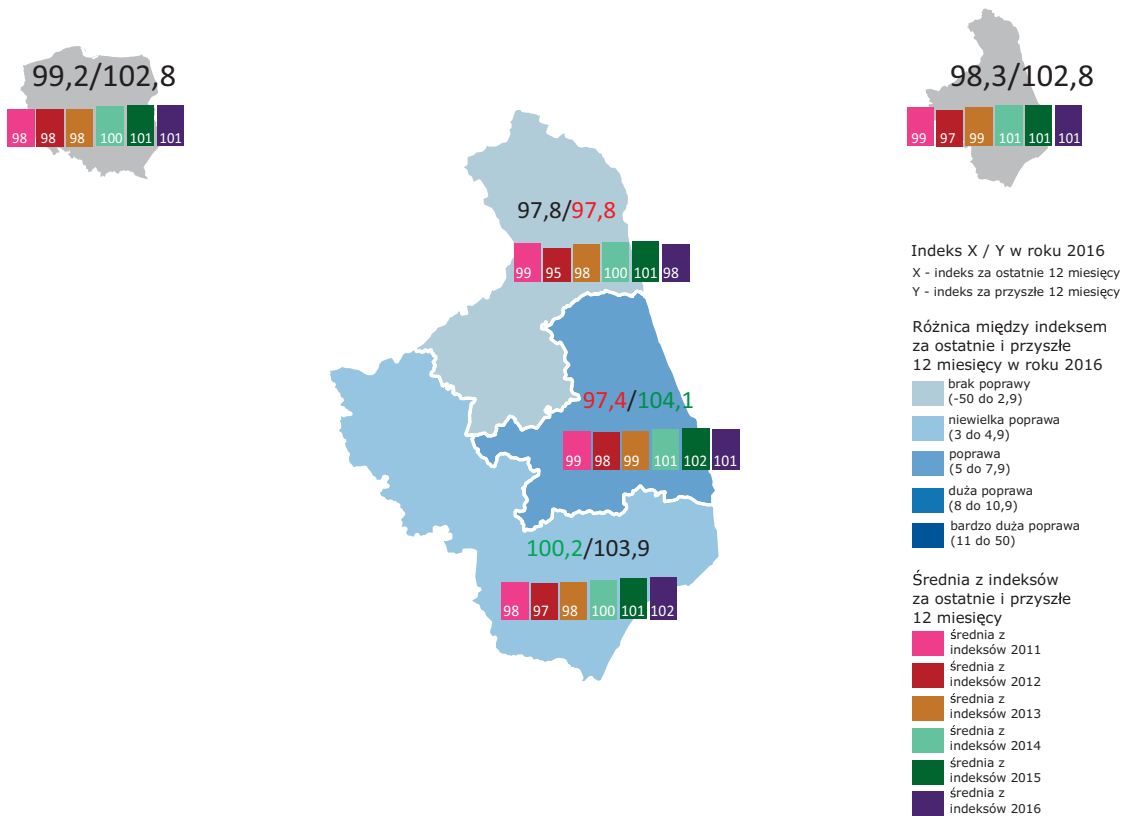 99,2/102,8
98 98 98 100 101 101
98,3/102,8
99 97 99 101 101 101
97,8/97,8
99 95 98 100 101 98
97,4/104,1
99 98 99 101 102 101
100,2/103,9
98 97 98 100 101 102
Indeks X / Y w roku 2016
X - indeks za ostatnie 12 miesięcy
Y - indeks za przyszłe 12 miesięcy
Różnica między indeksem
za ostatnie i przyszłe
12 miesięcy w roku 2016
brak poprawy
(-50 do 2,9)
niewielka poprawa
(3 do 4,9)
poprawa
(5 do 7,9)
duża poprawa
(8 do 10,9)
bardzo duża poprawa
(11 do 50)
Średnia z indeksów
za ostatnie i przyszłe
12 miesięcy
średnia z
indeksów 2011
średnia z
indeksów 2012
średnia z
indeksów 2013
średnia z
indeksów 2014
średnia z
indeksów 2015
średnia z
indeksów 2016